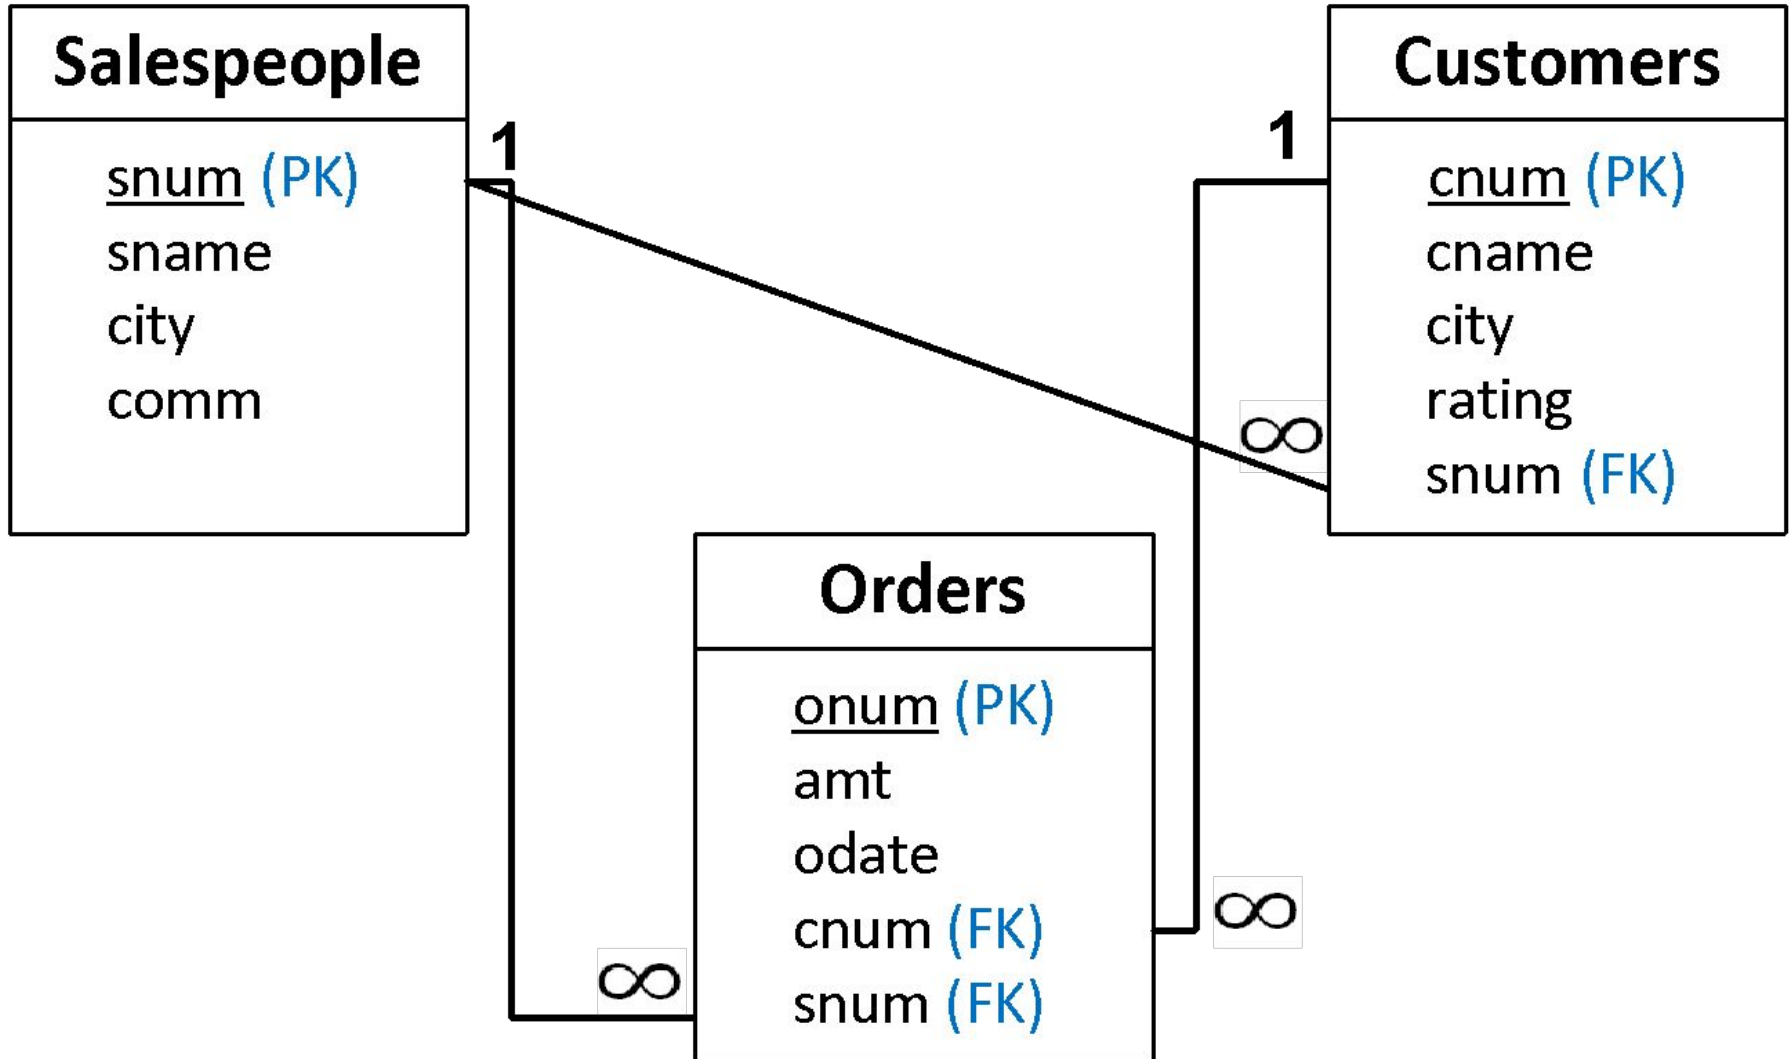 Salespeople
snum (PK)
sname
city
comm
1
1
Customers
cnum (PK)
cname
city
rating
snum (FK)
∞
Orders
onum (PK)
amt
odate
cnum (FK)
snum (FK)
∞
∞